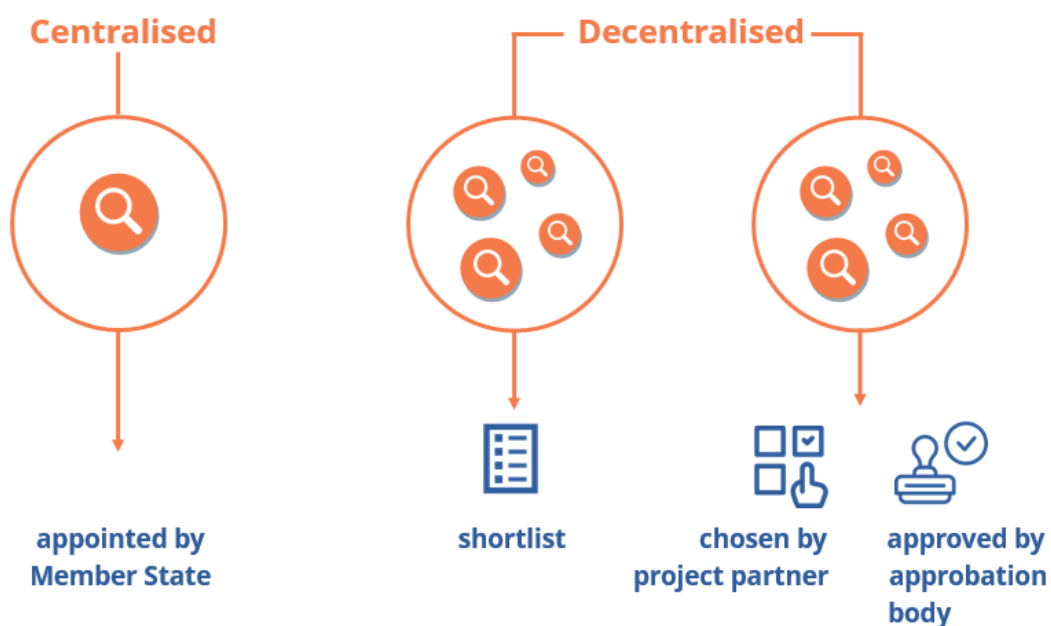 Centralised
Decentralised
appointed by
Member State
shortlist
chosen by
project partner
approved by
approbation
body